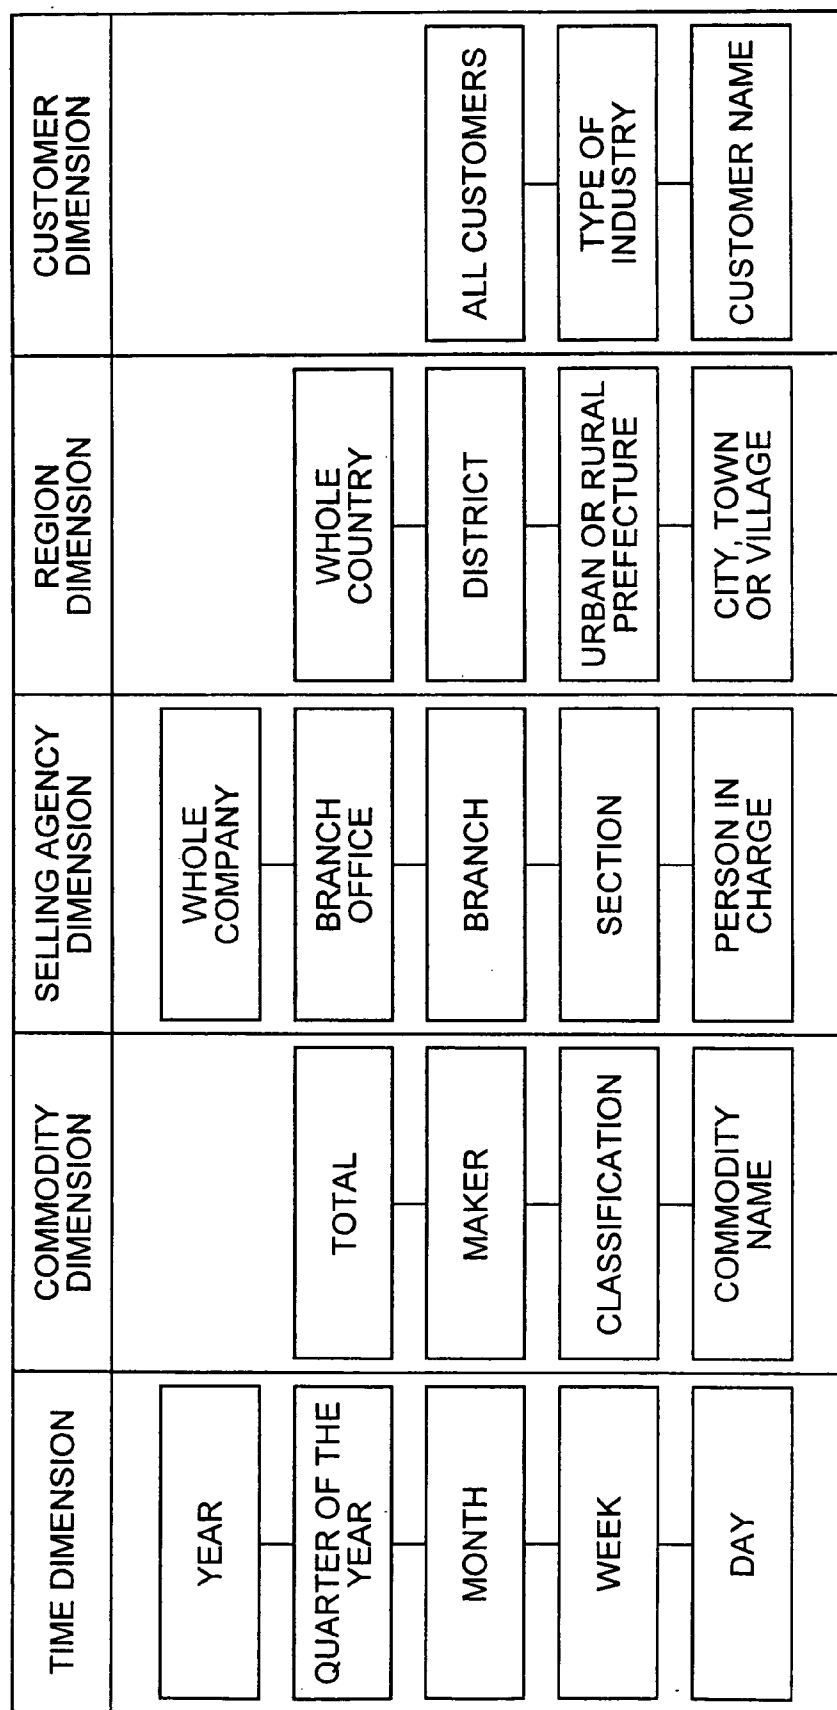 TIME DIMENSION
YEAR
QUARTER OF THE
YEAR
MONTH
WEEK
DAY
COMMODITY
DIMENSION
TOTAL
MAKER
CLASSIFICATION
COMMODITY
NAME
SELLING AGENCY
DIMENSION
WHOLE
COMPANY
BRANCH
OFFICE
BRANCH
SECTION
PERSON IN
CHARGE
REGION
DIMENSION
WHOLE
COUNTRY
DISTRICT
URBAN OR RURAL
PREFECTURE
CITY, TOWN
OR VILLAGE
CUSTOMER
DIMENSION
ALL CUSTOMERS
TYPE OF
INDUSTRY
CUSTOMER NAME